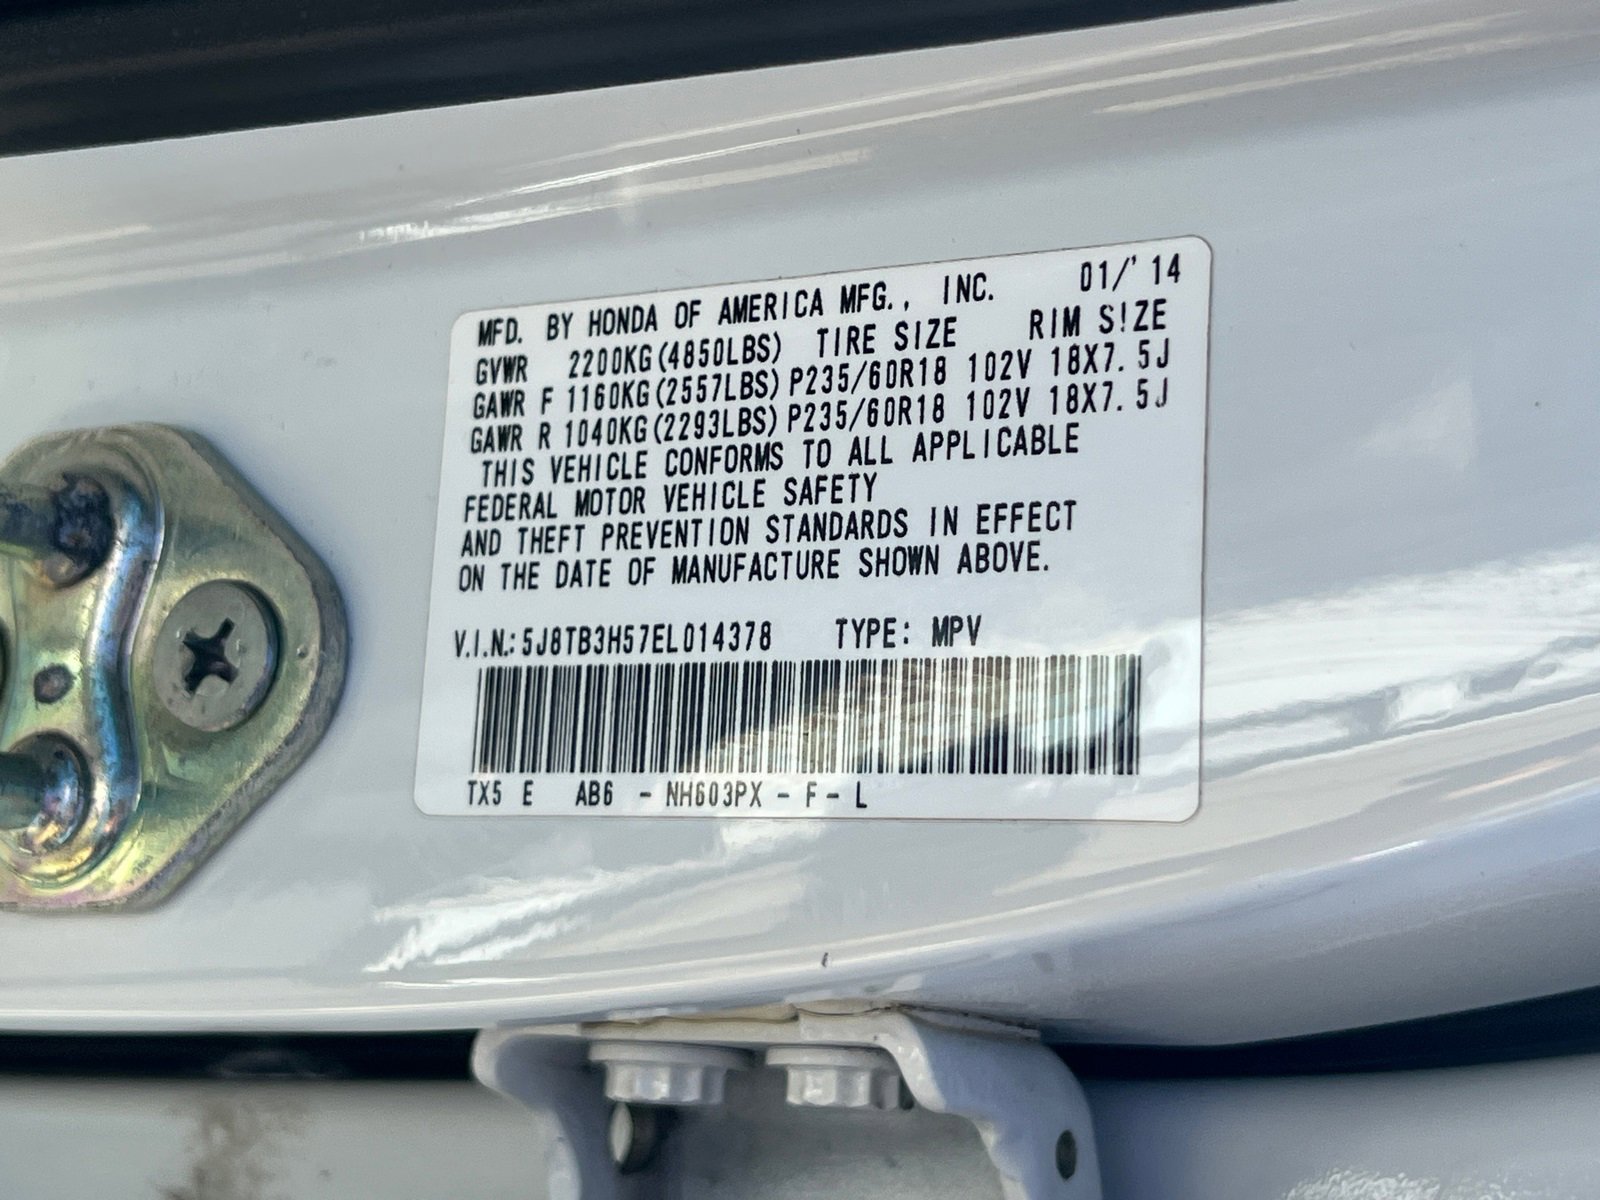 MFD. BY HONDA OF AMERICA MFG., INC. 01/'14
GVWR 2200KG(4850LBS) TIRE SIZE RIM SIZE
GAWR F 1160KG(2557LBS) P235/60R18 102V 18X7.5J
GAWR R 1040KG(2293LBS) P235/60R18 102V 18X7.5J
THIS VEHICLE CONFORMS TO ALL APPLICABLE
FEDERAL MOTOR VEHICLE SAFETY
AND THEFT PREVENTION STANDARDS IN EFFECT
ON THE DATE OF MANUFACTURE SHOWN ABOVE.
V.I.N.: 5J8TB3H57EL014378 TYPE: MPV
TX5 E AB6 - NH603PX - F - L